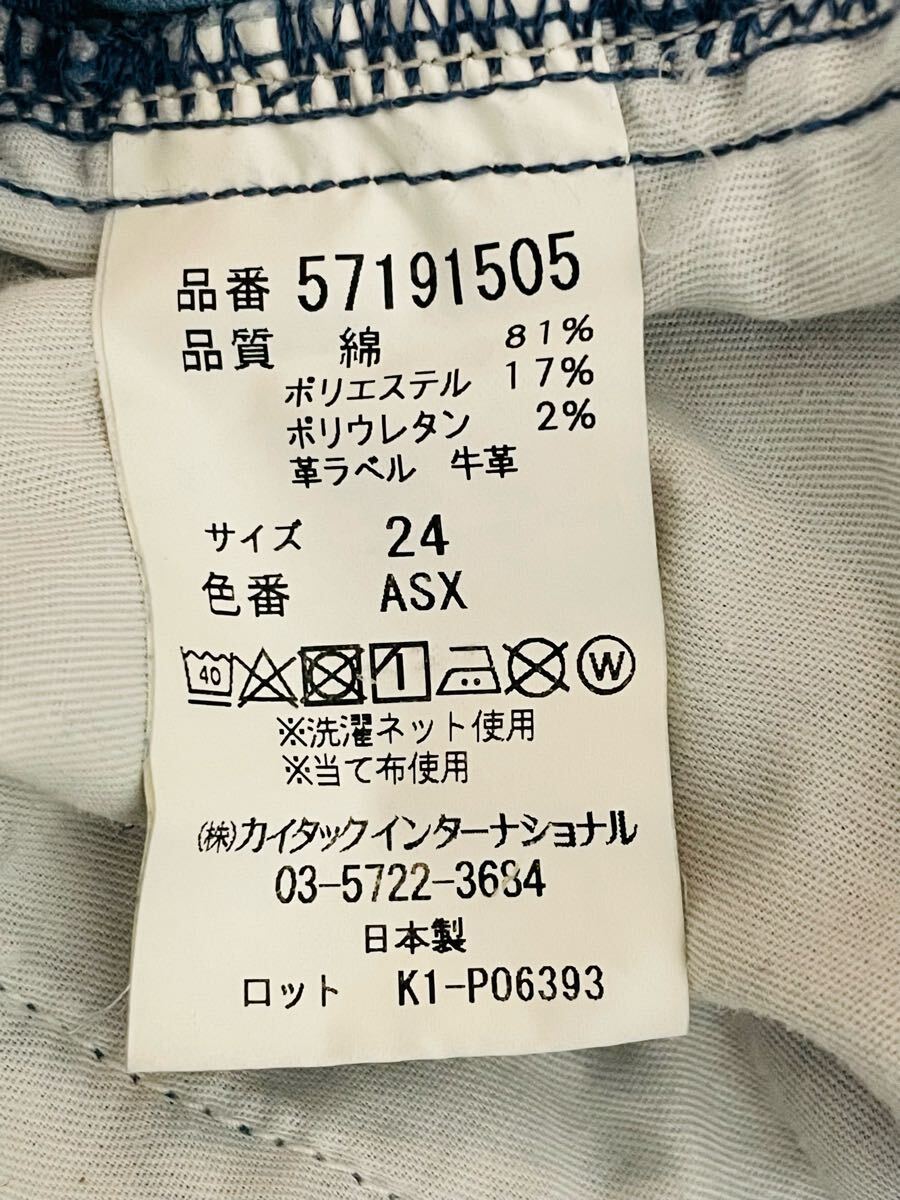 品番 57191505
品質 綿 81%
ポリエステル 17%
ポリウレタン 2%
革ラベル 牛革
サイズ 24
色番 ASX
40 1 W
※洗濯ネット使用
※当て布使用
(株)カイタックインターナショナル
03-5722-3684
日本製
ロット K1-P06393